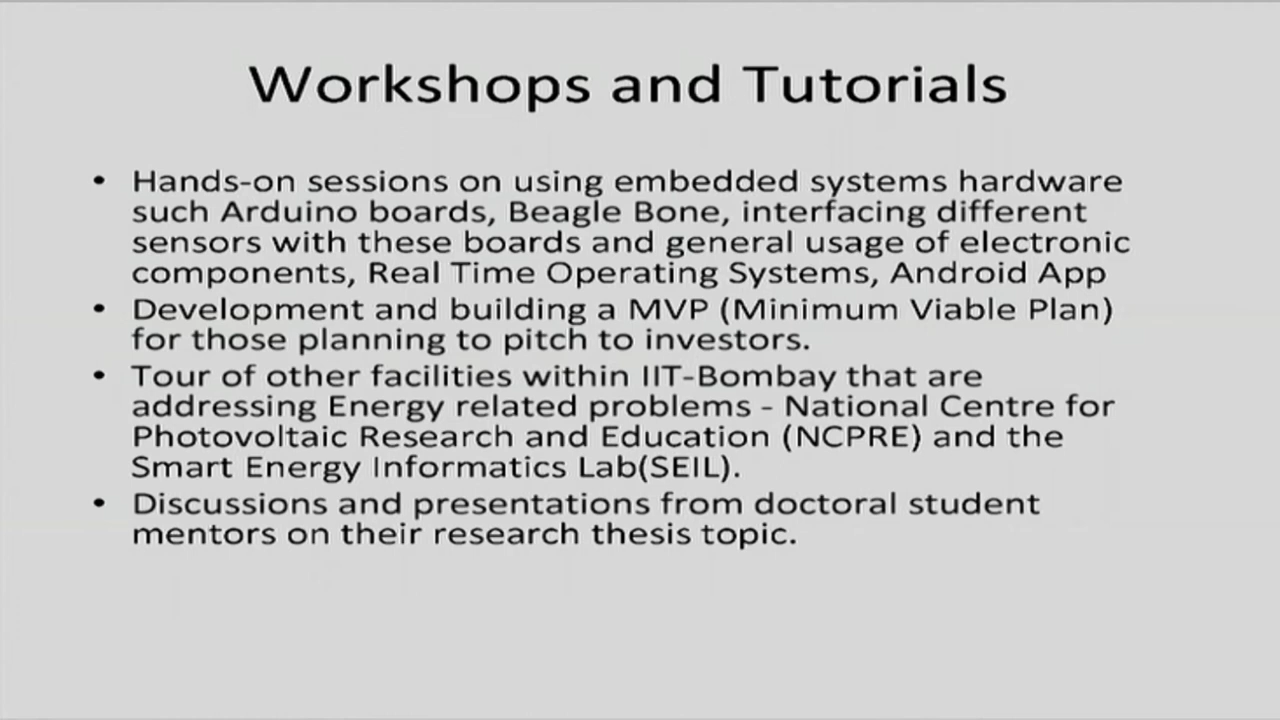 Workshops and Tutorials
• Hands-on sessions on using embedded systems hardware
such Arduino boards, Beagle Bone, interfacing different
sensors with these boards and general usage of electronic
components, Real Time Operating Systems, Android App
• Development and building a MVP (Minimum Viable Plan)
for those planning to pitch to investors.
• Tour of other facilities within IIT-Bombay that are
addressing Energy related problems - National Centre for
Photovoltaic Research and Education (NCPRE) and the
Smart Energy Informatics Lab(SEIL).
• Discussions and presentations from doctoral student
mentors on their research thesis topic.